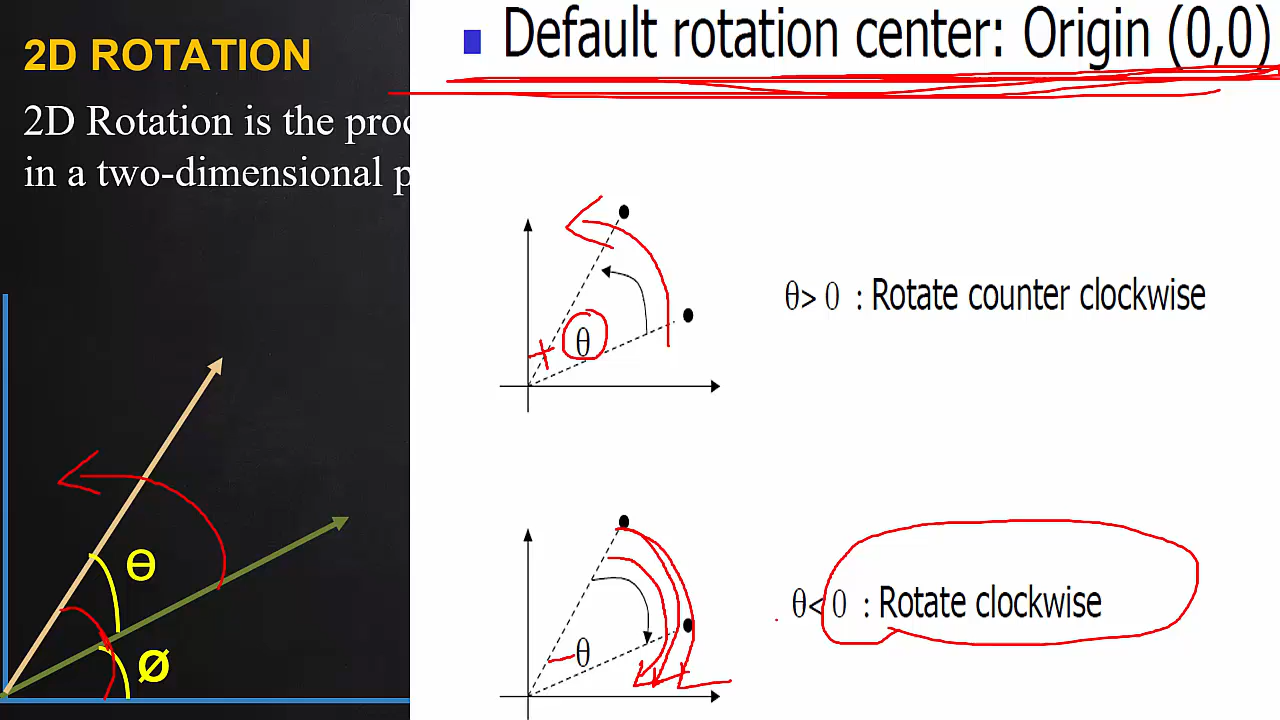 2D ROTATION
2D Rotation is the
in a two-dimensional
Default rotation center: Origin (0,0)
+ θ
θ> 0 : Rotate counter clockwise
-θ
θ< 0 : Rotate clockwise
Ө
Ø